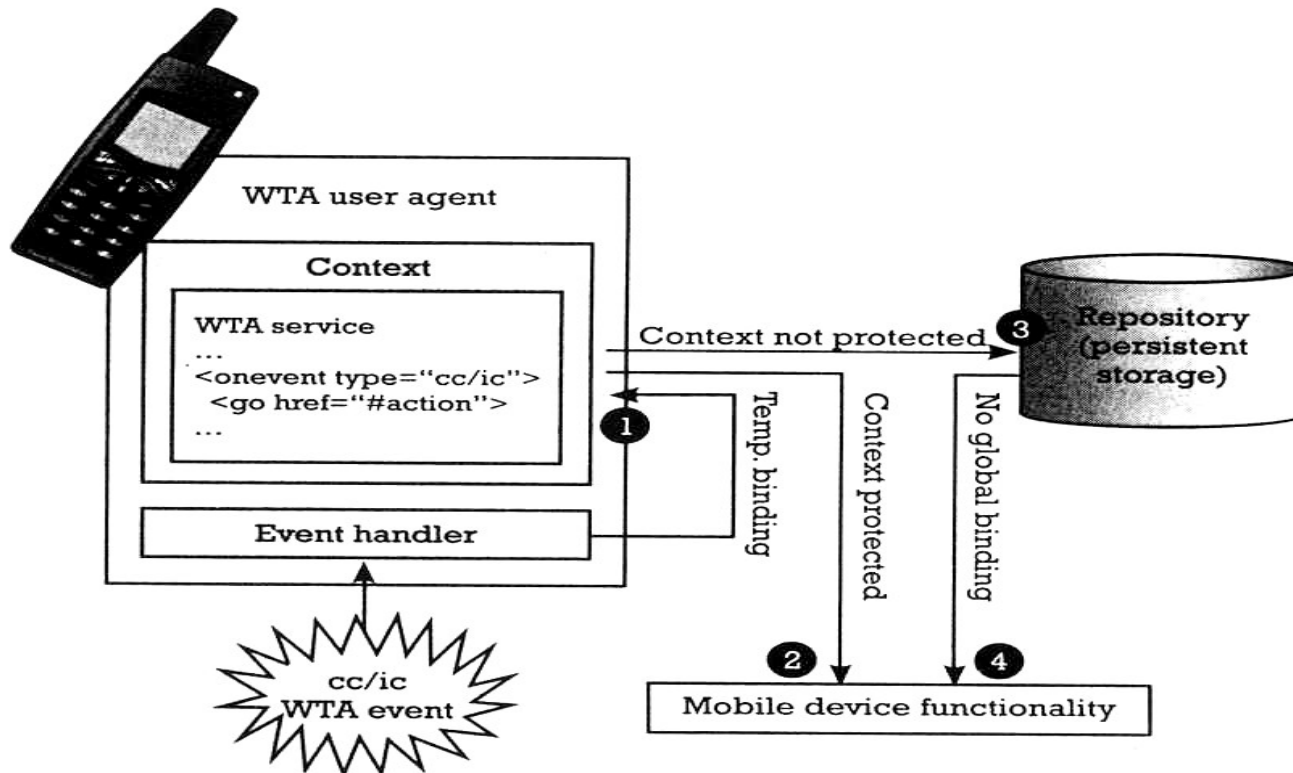 WTA user agent
Context
WTA service
...
<onevent type="cc/ic">
<go href="#action">
...
Event handler
cc/ic
WTA event
1
Temp. binding
Context not protected
3
Repository
(persistent
storage)
Context protected
No global binding
2
4
Mobile device functionality